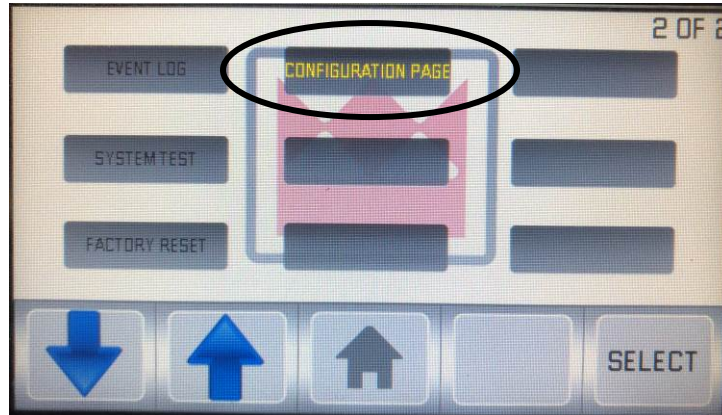 2 OF 2
EVENT LOG
CONFIGURATION PAGE
SYSTEM TEST
FACTORY RESET
SELECT